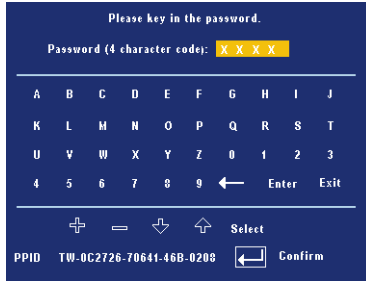 Please key in the password.
Password (4 character code): X X X X
A B C D E F G H I J
K L M N O P Q R S T
U V W X Y Z 0 1 2 3
4 5 6 7 8 9 ← Enter Exit
Select
PPID TW-0C2726-70641-46B-0208 Confirm